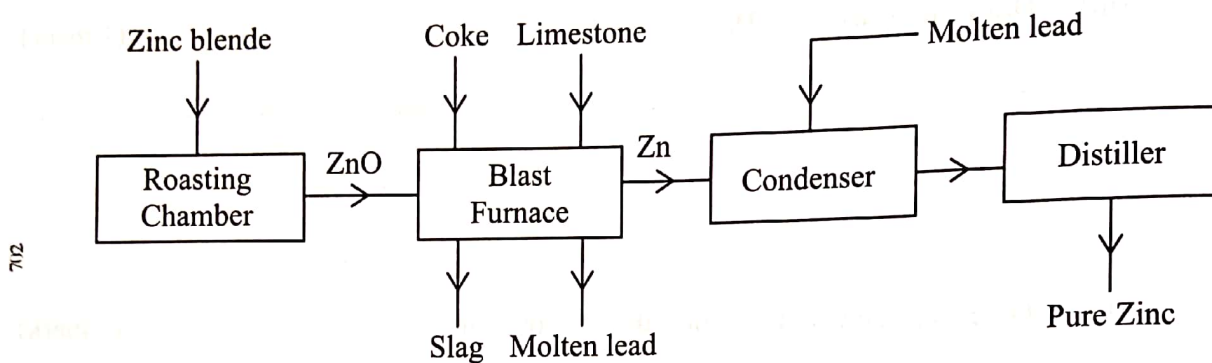 Zinc blende
Coke Limestone
Molten lead
ZnO
Zn
Roasting
Chamber
Blast
Furnace
Condenser
Distiller
702
Slag Molten lead
Pure Zinc